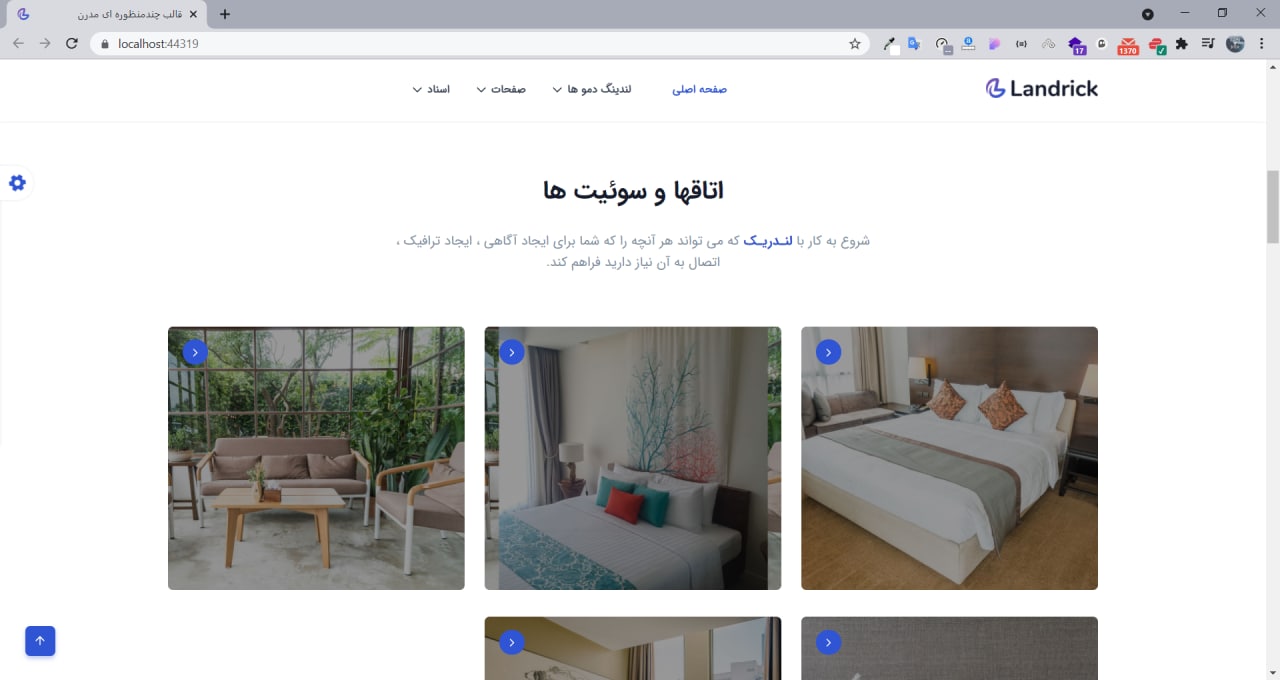 قالب چندمنظوره ای مدرن
localhost:44319
17
1370
Landrick
صفحه اصلی
لندینگ دمو ها
صفحات
اسناد
اتاقها و سوئیت ها
شروع به کار با لنـدریـک که می تواند هر آنچه را که شما برای ایجاد آگاهی ، ایجاد ترافیک ،
اتصال به آن نیاز دارید فراهم کند.